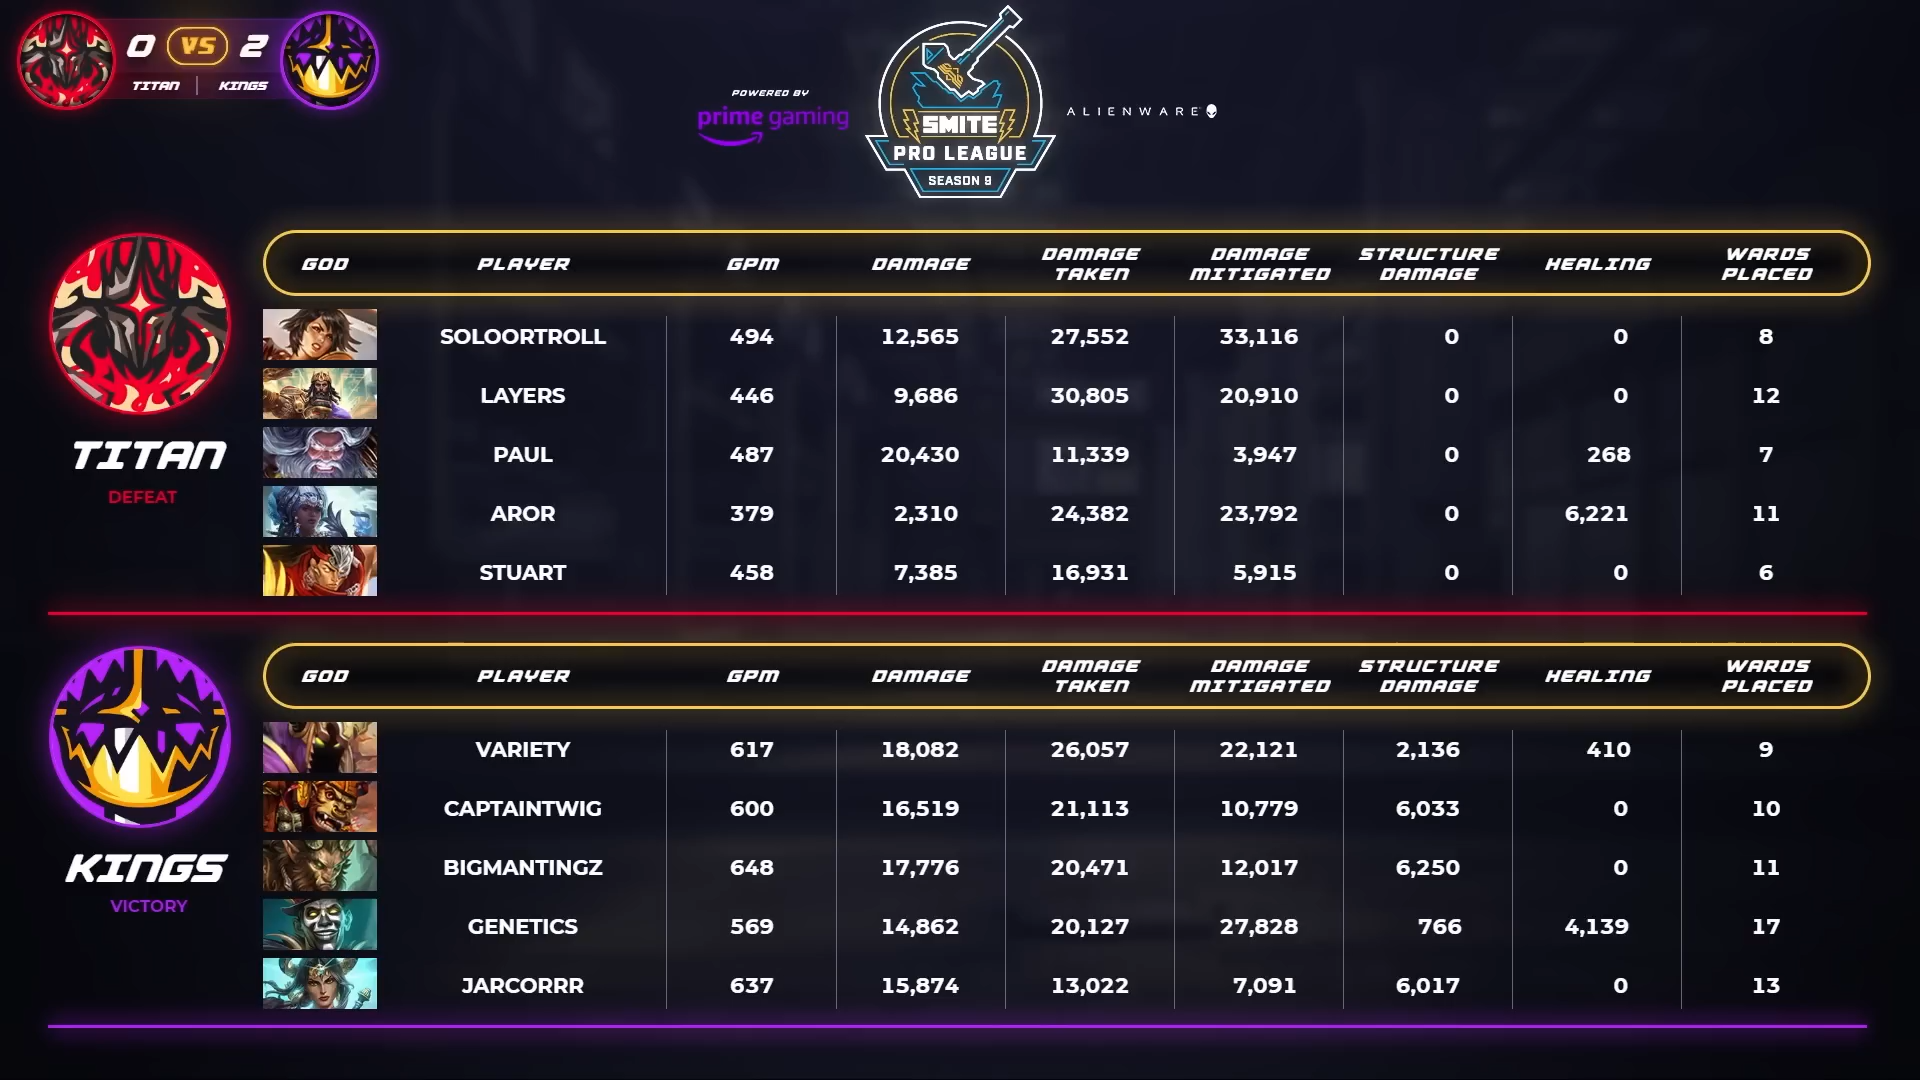 0 VS 2
TITAN | KINGS
POWERED BY
prime gaming
SMITE
PRO LEAGUE
SEASON 9
ALIENWARE
GOD PLAYER GPM DAMAGE DAMAGE TAKEN DAMAGE MITIGATED STRUCTURE DAMAGE HEALING WARDS PLACED
SOLOORTROLL 494 12,565 27,552 33,116 0 0 8
LAYERS 446 9,686 30,805 20,910 0 0 12
PAUL 487 20,430 11,339 3,947 0 268 7
AROR 379 2,310 24,382 23,792 0 6,221 11
STUART 458 7,385 16,931 5,915 0 0 6
TITAN
DEFEAT
GOD PLAYER GPM DAMAGE DAMAGE TAKEN DAMAGE MITIGATED STRUCTURE DAMAGE HEALING WARDS PLACED
VARIETY 617 18,082 26,057 22,121 2,136 410 9
CAPTAINTWIG 600 16,519 21,113 10,779 6,033 0 10
BIGMANTINGZ 648 17,776 20,471 12,017 6,250 0 11
GENETICS 569 14,862 20,127 27,828 766 4,139 17
JARCORRR 637 15,874 13,022 7,091 6,017 0 13
KINGS
VICTORY